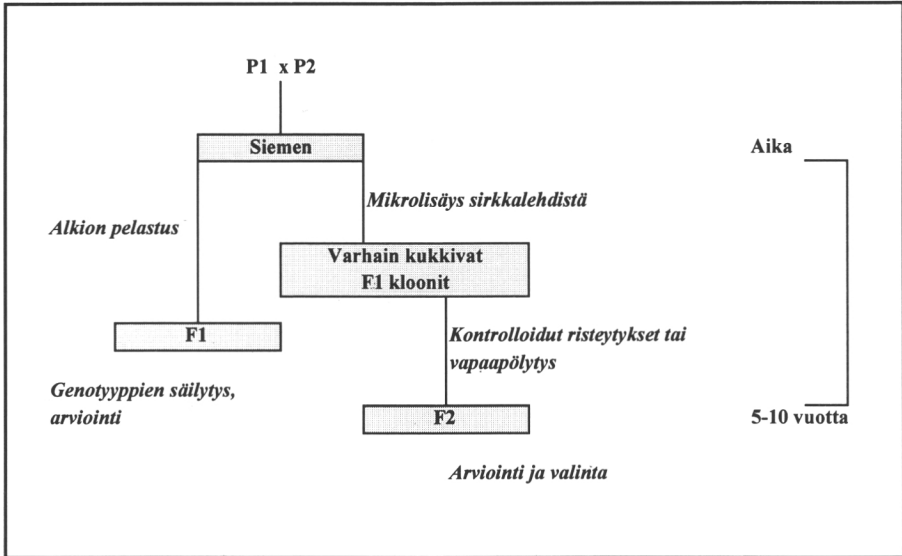 P1 x P2
Siemen
Aika
Mikrolisäys sirkkalehdistä
Alkion pelastus
Varhain kukkivat
F1 kloonit
F1
Kontrolloidut risteytykset tai
vapaapölytys
Genotyyppien säilytys,
arviointi
F2
5-10 vuotta
Arviointi ja valinta